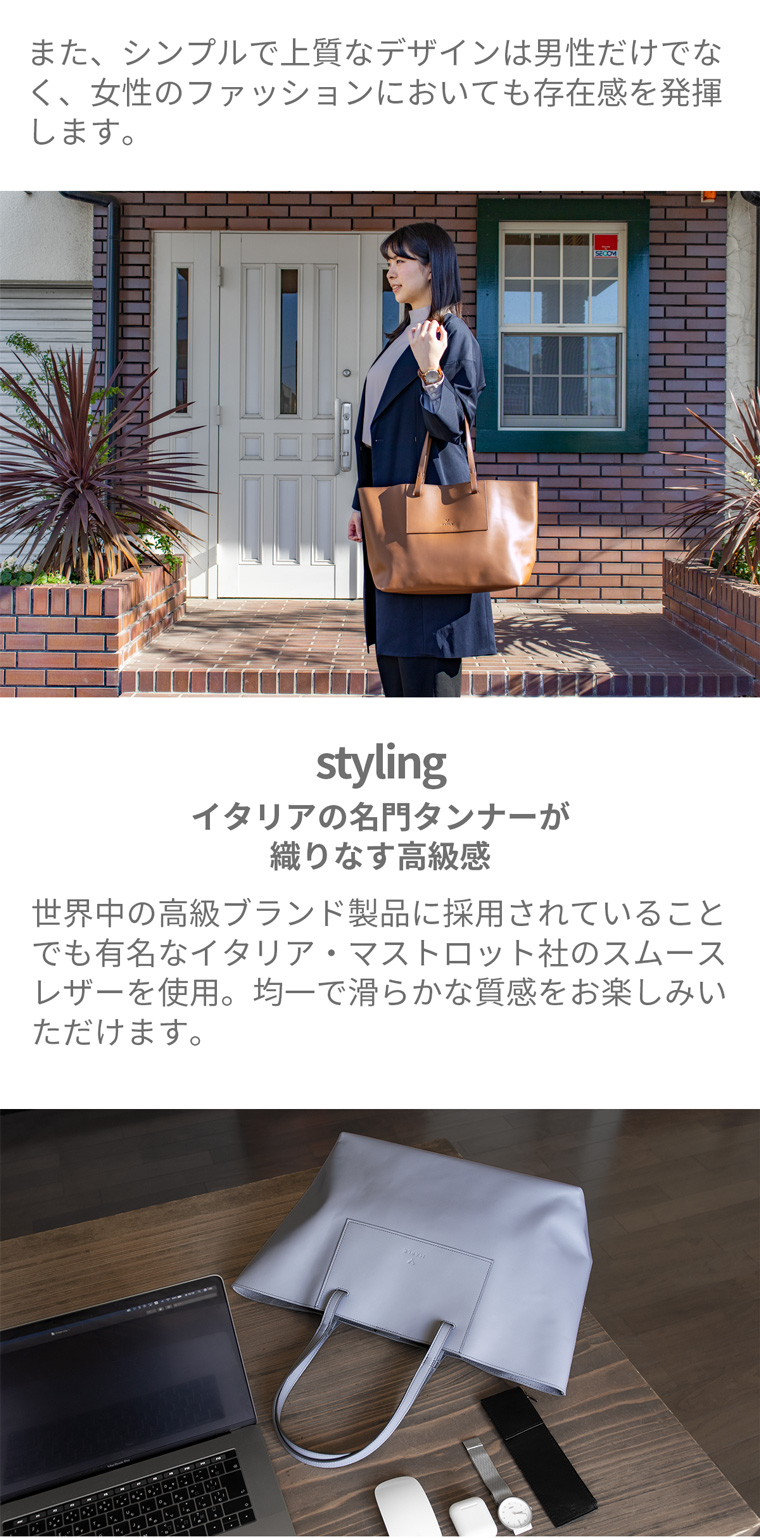 また、シンプルで上質なデザインは男性だけでな
く、女性のファッションにおいても存在感を発揮
します。
SECOM
styling
イタリアの名門タンナーが
織りなす高級感
世界中の高級ブランド製品に採用されていること
でも有名なイタリア・マストロット社のスムース
レザーを使用。均一で滑らかな質感をお楽しみい
ただけます。
MacBook Pro